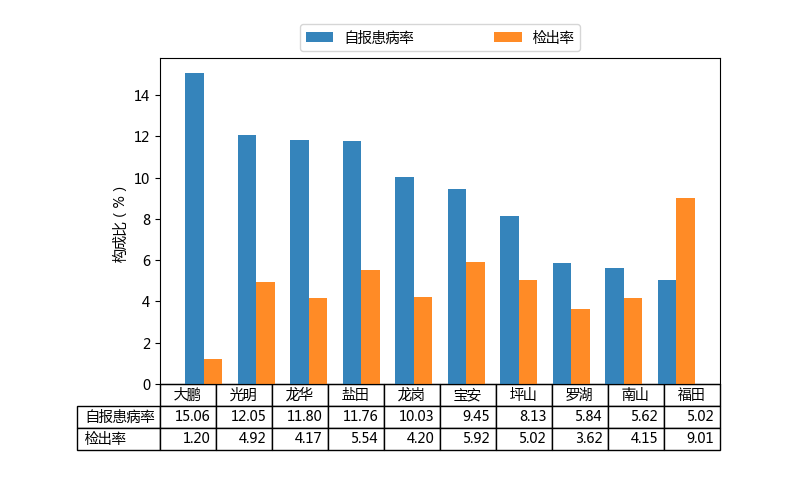 自报患病率 检出率
14
12
10
8
6
4
2
0
构成比（%）
大鹏 光明 龙华 盐田 龙岗 宝安 坪山 罗湖 南山 福田
自报患病率 15.06 12.05 11.80 11.76 10.03 9.45 8.13 5.84 5.62 5.02
检出率 1.20 4.92 4.17 5.54 4.20 5.92 5.02 3.62 4.15 9.01